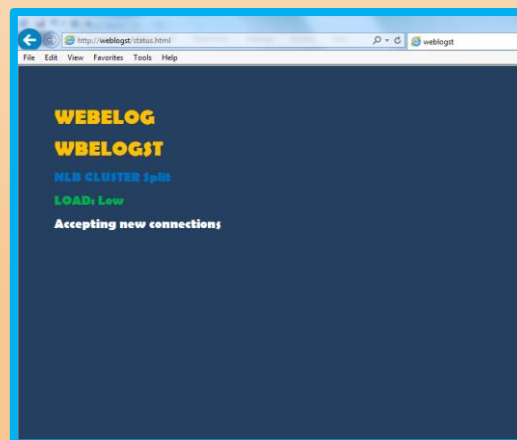 http://weblogst/status.html
weblogst
File Edit View Favorites Tools Help
WEBELOG
WBELOGST
NLB CLUSTER Split
LOAD: Low
Accepting new connections